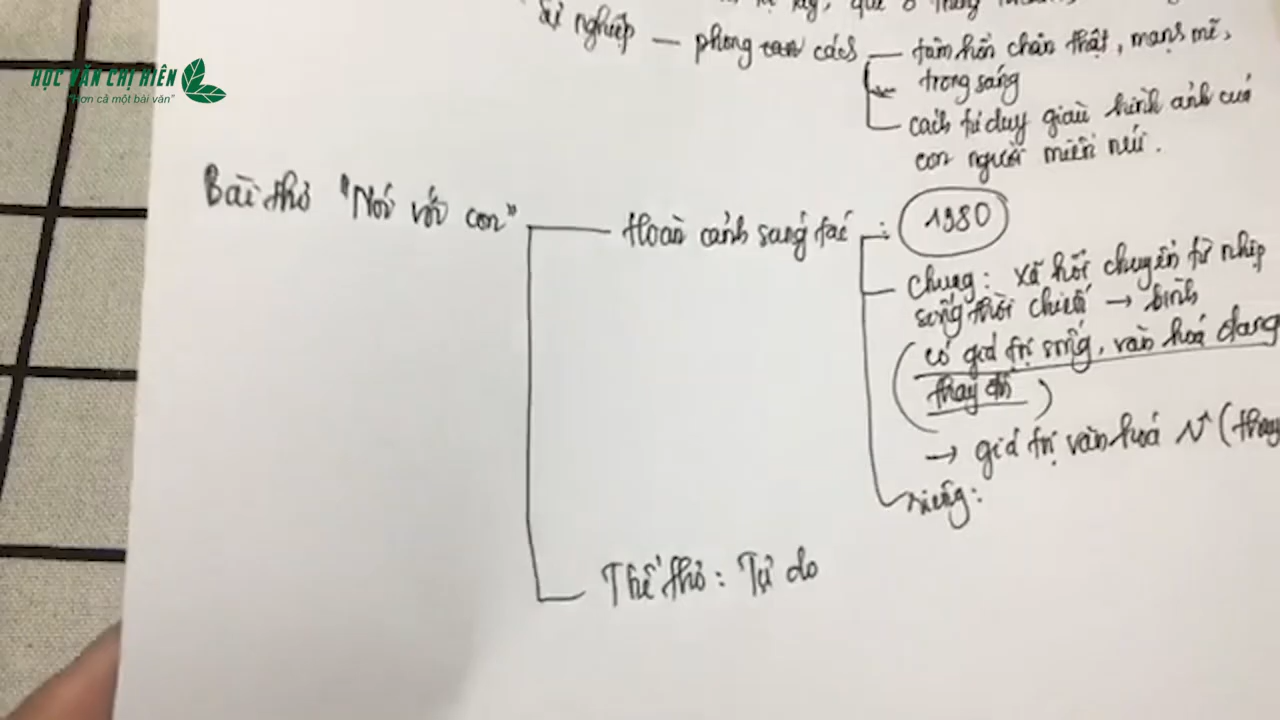 HỌC VĂN CHỊ HIÊN
"Hơn cả một bài văn"
Sự nghiệp — phong cách — tâm hồn chân thật, mạnh mẽ,
trong sáng
cách tư duy giàu hình ảnh của
con người miền núi.
Bài thơ "Nói với con"
Hoàn cảnh sáng tác : 1980
Chung: xã hội chuyển từ nhịp
sống thời chiến → bình
(có giá trị sống, văn hoá đang
thay đổi)
→ giá trị văn hoá N^ (thay
riêng:
Thể thơ: Tự do